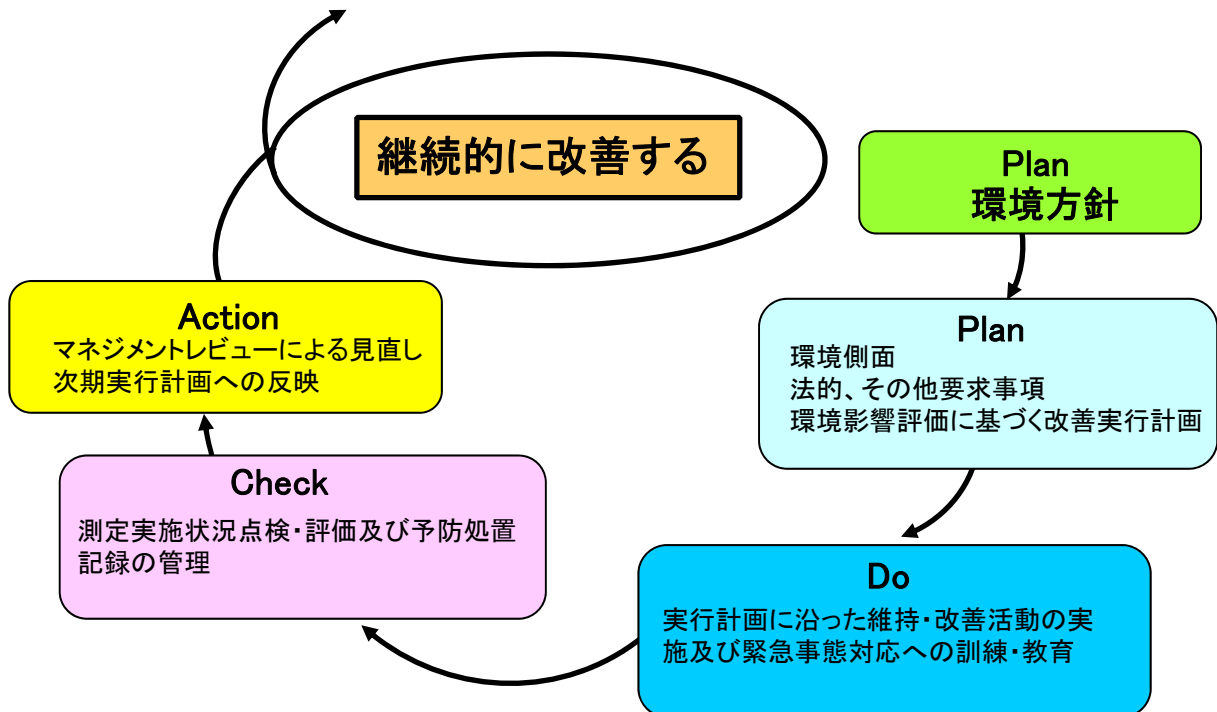 継続的に改善する
Plan
環境方針
Plan
環境側面
法的、その他要求事項
環境影響評価に基づく改善実行計画
Do
実行計画に沿った維持・改善活動の実
施及び緊急事態対応への訓練・教育
Check
測定実施状況点検・評価及び予防処置
記録の管理
Action
マネジメントレビューによる見直し
次期実行計画への反映